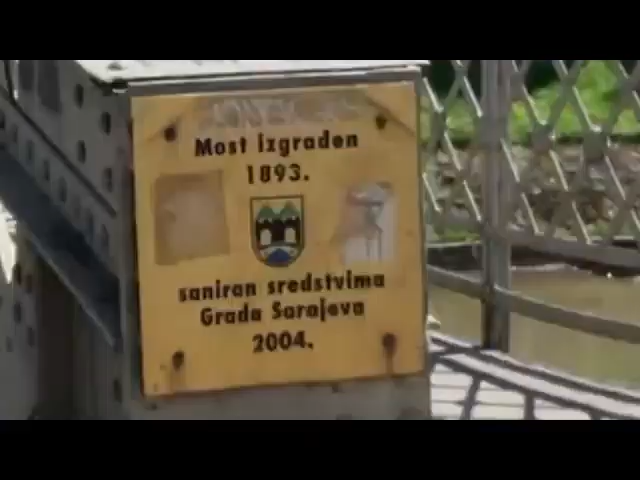 Most izgrađen
1893.
saniran sredstvima
Grada Sarajeva
2004.